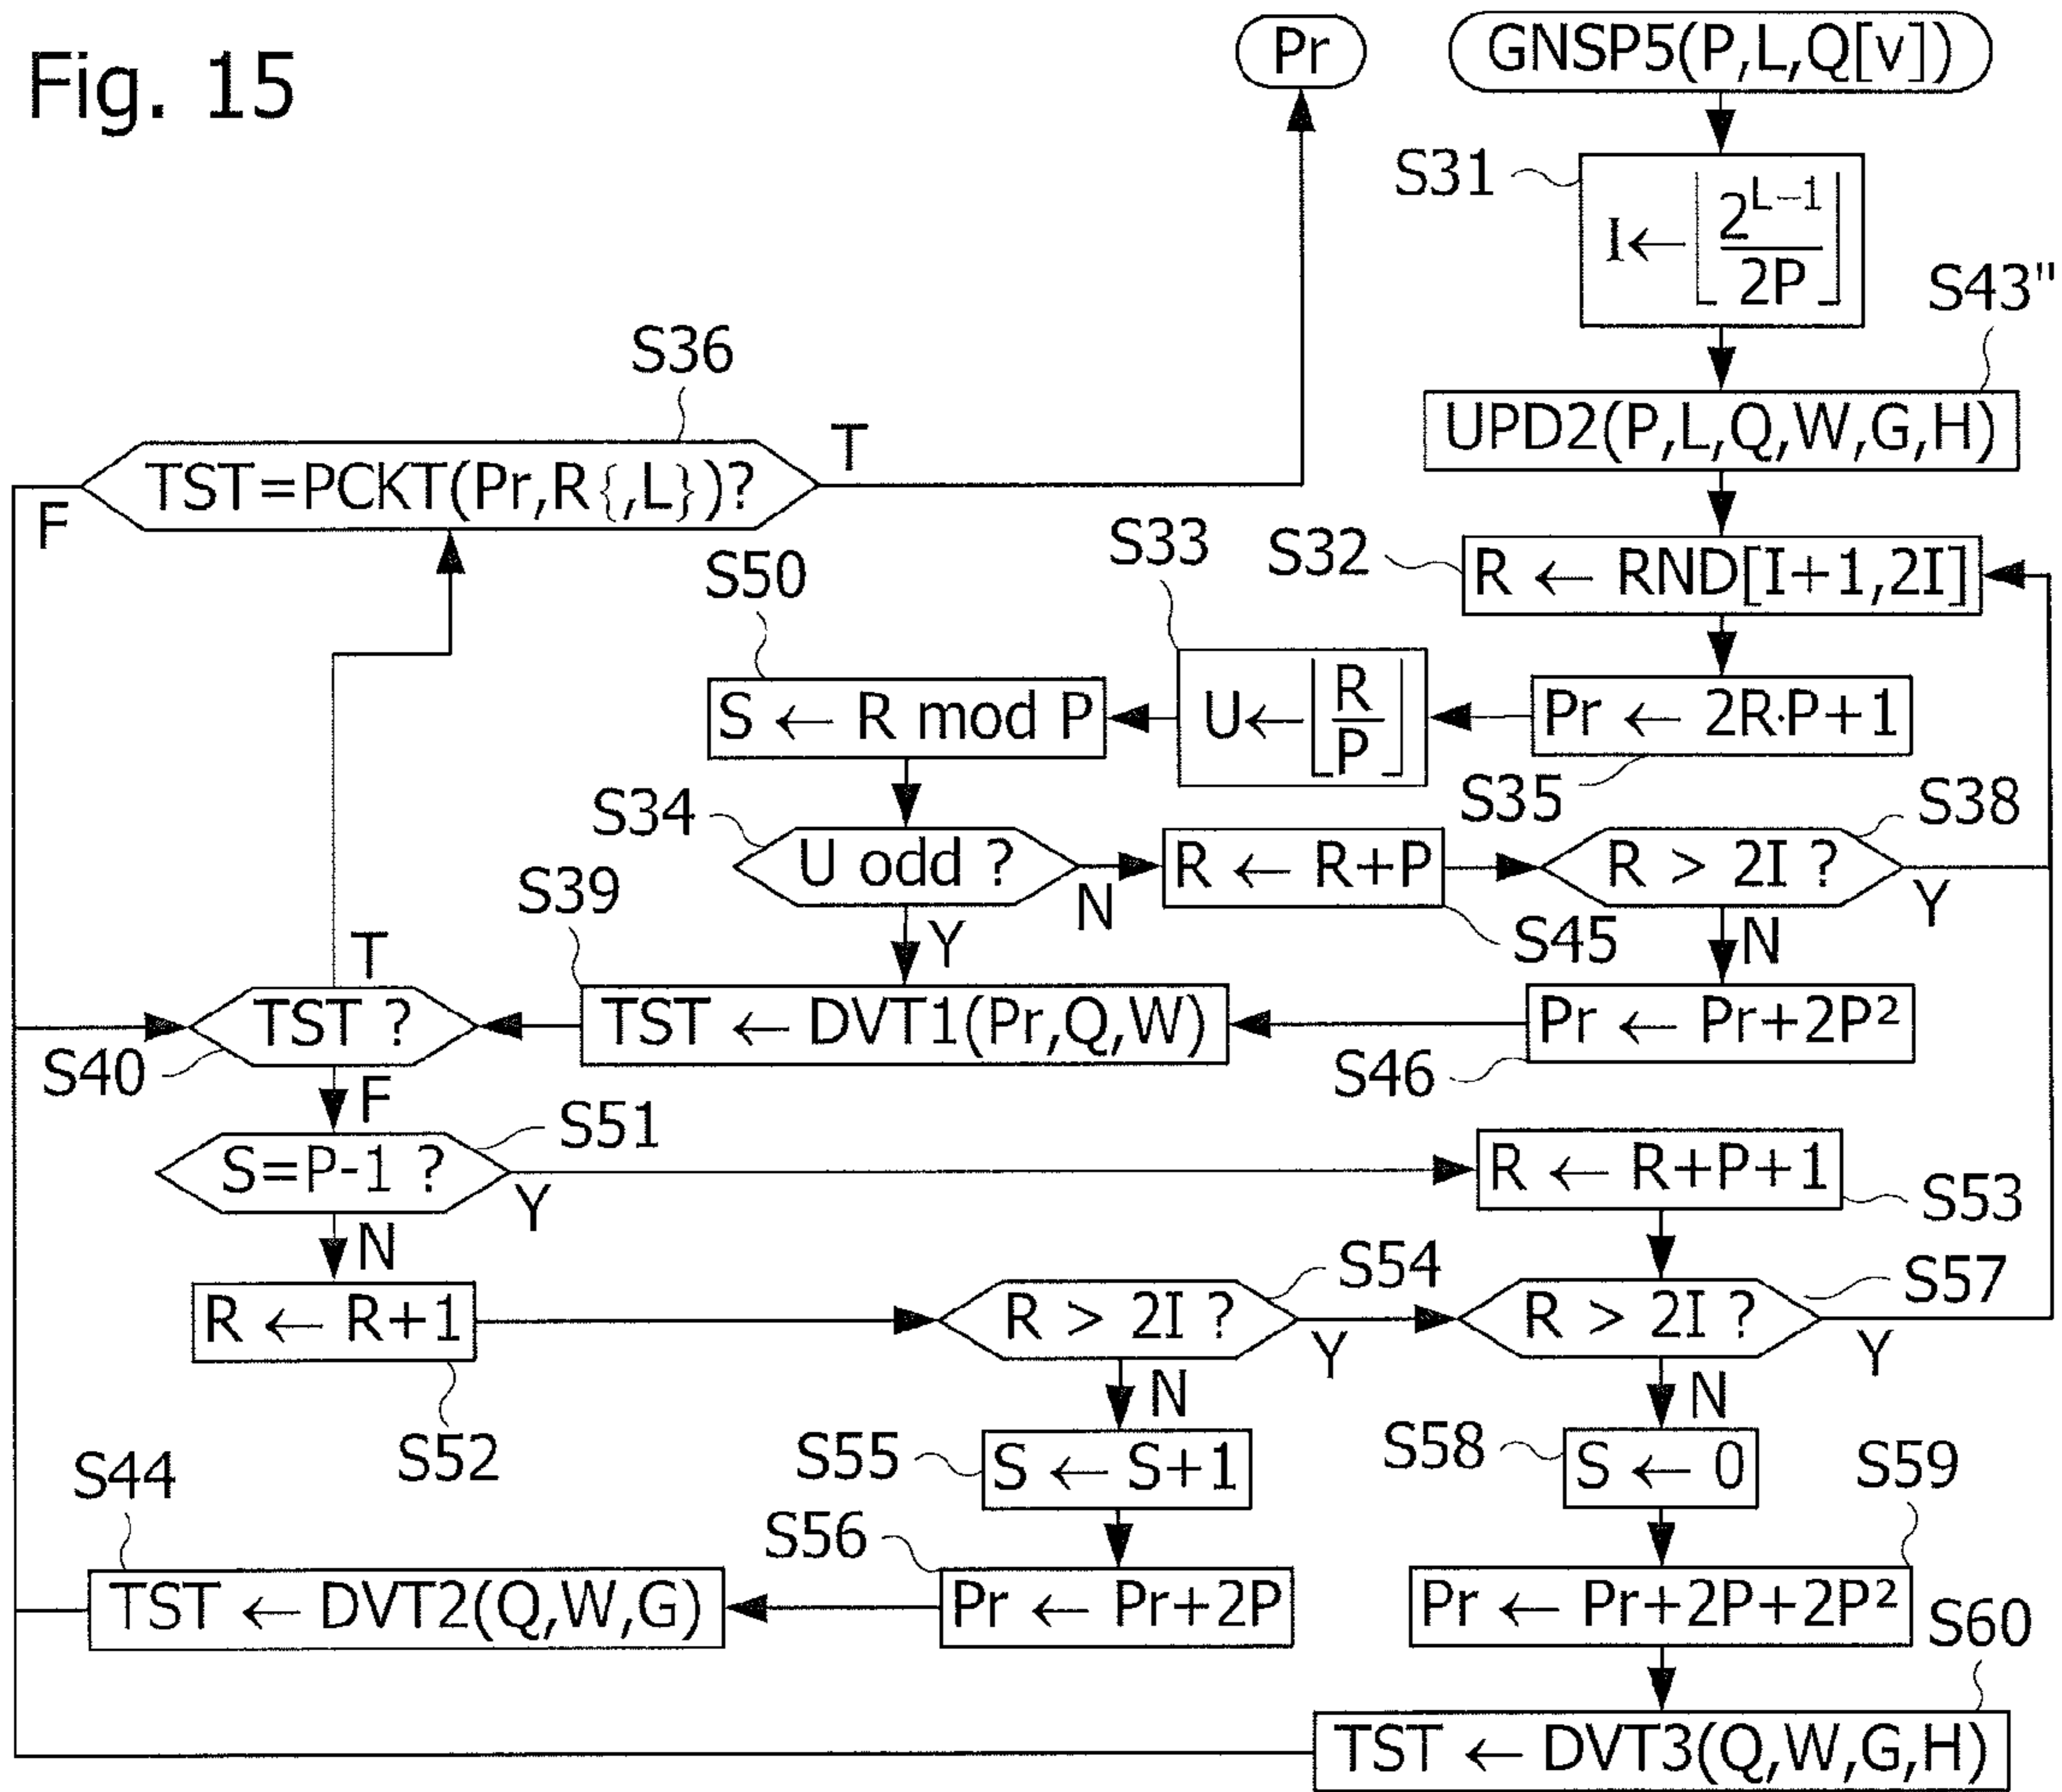 Fig. 15
Pr
GNSP5(P,L,Q[v])
S31
I←⌊2^{L-1}/2P⌋
S43"
UPD2(P,L,Q,W,G,H)
S36
TST=PCKT(Pr,R{,L})?
T
F
S32
R ← RND[I+1,2I]
S33
U←⌊R/P⌋
S50
S ← R mod P
Pr ← 2R·P+1
S35
S34
U odd ?
N
Y
R ← R+P
S45
S38
R > 2I ?
Y
N
S39
TST ← DVT1(Pr,Q,W)
Pr ← Pr+2P²
S46
T
TST ?
S40
F
S51
S=P-1 ?
Y
N
R ← R+P+1
S53
R ← R+1
S52
S54
R > 2I ?
Y
N
S57
R > 2I ?
Y
N
S55
S ← S+1
S58
S ← 0
S44
TST ← DVT2(Q,W,G)
S56
Pr ← Pr+2P
S59
Pr ← Pr+2P+2P²
S60
TST ← DVT3(Q,W,G,H)